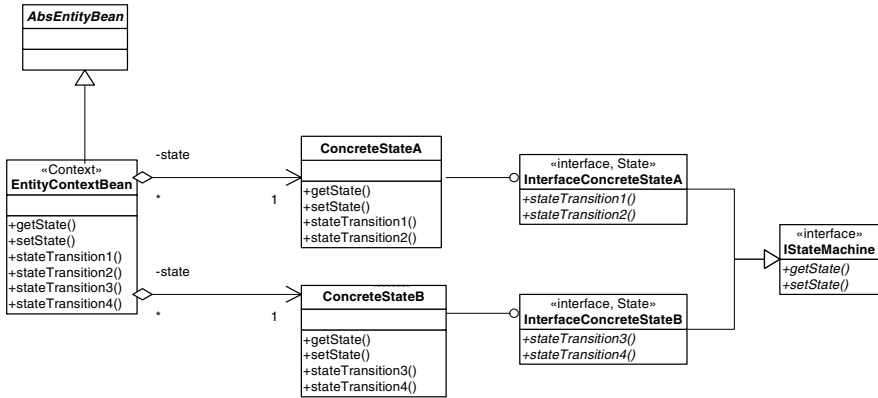 AbsEntityBean
«Context»
EntityContextBean
+getState()
+setState()
+stateTransition1()
+stateTransition2()
+stateTransition3()
+stateTransition4()
-state
*
1
-state
*
1
ConcreteStateA
+getState()
+setState()
+stateTransition1()
+stateTransition2()
ConcreteStateB
+getState()
+setState()
+stateTransition3()
+stateTransition4()
«interface, State»
InterfaceConcreteStateA
+stateTransition1()
+stateTransition2()
«interface, State»
InterfaceConcreteStateB
+stateTransition3()
+stateTransition4()
«interface»
IStateMachine
+getState()
+setState()